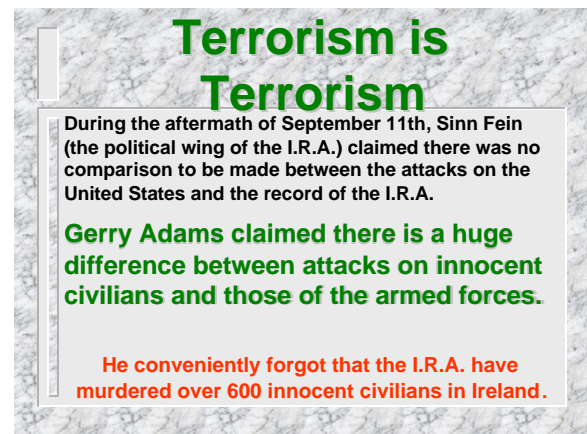 Terrorism is
Terrorism
During the aftermath of September 11th, Sinn Fein
(the political wing of the I.R.A.) claimed there was no
comparison to be made between the attacks on the
United States and the record of the I.R.A.
Gerry Adams claimed there is a huge
difference between attacks on innocent
civilians and those of the armed forces.
He conveniently forgot that the I.R.A. have
murdered over 600 innocent civilians in Ireland.